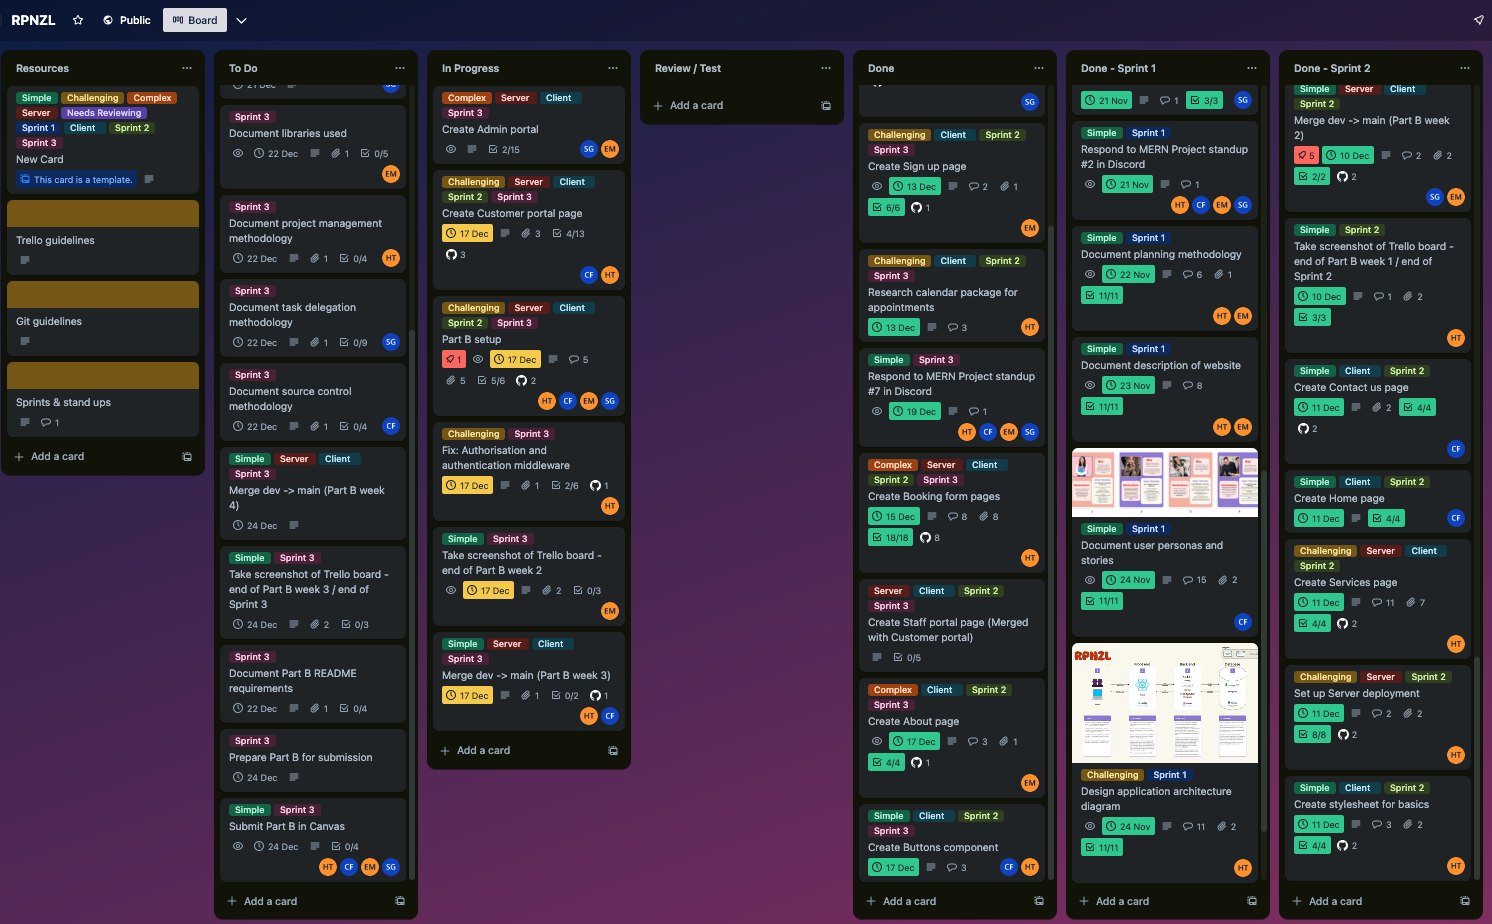 RPNZL
Public
Board
Resources
Simple Challenging Complex
Server Needs Reviewing
Sprint 1 Client Sprint 2
Sprint 3
New Card
This card is a template.
Trello guidelines
Git guidelines
Sprints & stand ups
1
Add a card
To Do
21 Dec
SG
Sprint 3
Document libraries used
22 Dec 1 0/5
EM
Sprint 3
Document project management
methodology
22 Dec 1 0/4 HT
Sprint 3
Document task delegation
methodology
22 Dec 1 0/9 SG
Sprint 3
Document source control
methodology
22 Dec 1 0/4 CF
Simple Server Client
Sprint 3
Merge dev -> main (Part B week
4)
24 Dec
Simple Sprint 3
Take screenshot of Trello board -
end of Part B week 3 / end of
Sprint 3
24 Dec 2 0/3
Sprint 3
Document Part B README
requirements
22 Dec 1 0/4
Sprint 3
Prepare Part B for submission
24 Dec
Simple Sprint 3
Submit Part B in Canvas
24 Dec 0/4
HT CF EM SG
Add a card
In Progress
Complex Server Client
Sprint 3
Create Admin portal
2/15 SG EM
Challenging Server Client
Sprint 2 Sprint 3
Create Customer portal page
17 Dec 3 4/13
3
CF HT
Challenging Server Client
Sprint 2 Sprint 3
Part B setup
1 17 Dec 5
5 5/6 2
HT CF EM SG
Challenging Sprint 3
Fix: Authorisation and
authentication middleware
17 Dec 1 2/6 1
HT
Simple Sprint 3
Take screenshot of Trello board -
end of Part B week 2
17 Dec 2 0/3
EM
Simple Server Client
Sprint 3
Merge dev -> main (Part B week 3)
17 Dec 1 0/2 1
HT CF
Add a card
Review / Test
Add a card
Done
SG
Challenging Client Sprint 2
Sprint 3
Create Sign up page
13 Dec 2 1
6/6 1
EM
Challenging Client Sprint 2
Sprint 3
Research calendar package for
appointments
13 Dec 3 HT
Simple Sprint 3
Respond to MERN Project standup
#7 in Discord
19 Dec 1
HT CF EM SG
Complex Server Client
Sprint 2 Sprint 3
Create Booking form pages
15 Dec 8 8
18/18 8
HT
Server Client Sprint 2
Sprint 3
Create Staff portal page (Merged
with Customer portal)
0/5
Complex Client Sprint 2
Sprint 3
Create About page
17 Dec 3 1
4/4 1
EM
Simple Client Sprint 2
Sprint 3
Create Buttons component
17 Dec 3 CF HT
Add a card
Done - Sprint 1
21 Nov 1 3/3 SG
Simple Sprint 1
Respond to MERN Project standup
#2 in Discord
21 Nov 1
HT CF EM SG
Simple Sprint 1
Document planning methodology
22 Nov 6 1
11/11
HT EM
Simple Sprint 1
Document description of website
23 Nov 8
11/11
HT EM
Simple Sprint 1
Document user personas and
stories
24 Nov 15 2
11/11
CF
RPNZL
Front end Back end Database
Challenging Sprint 1
Design application architecture
diagram
24 Nov 11 2
11/11
HT
Add a card
Done - Sprint 2
Simple Server Client
Sprint 2
Merge dev -> main (Part B week
2)
5 10 Dec 2 2
2/2 2
SG EM
Simple Sprint 2
Take screenshot of Trello board -
end of Part B week 1 / end of
Sprint 2
10 Dec 1 2
3/3
HT
Simple Client Sprint 2
Create Contact us page
11 Dec 2 4/4
2
CF
Simple Client Sprint 2
Create Home page
11 Dec 4/4 CF
Challenging Server Client
Sprint 2
Create Services page
11 Dec 11 7
4/4 2
HT
Challenging Server Sprint 2
Set up Server deployment
11 Dec 2 2
8/8 2
HT
Simple Client Sprint 2
Create stylesheet for basics
11 Dec 3 2
4/4 2
HT
Add a card